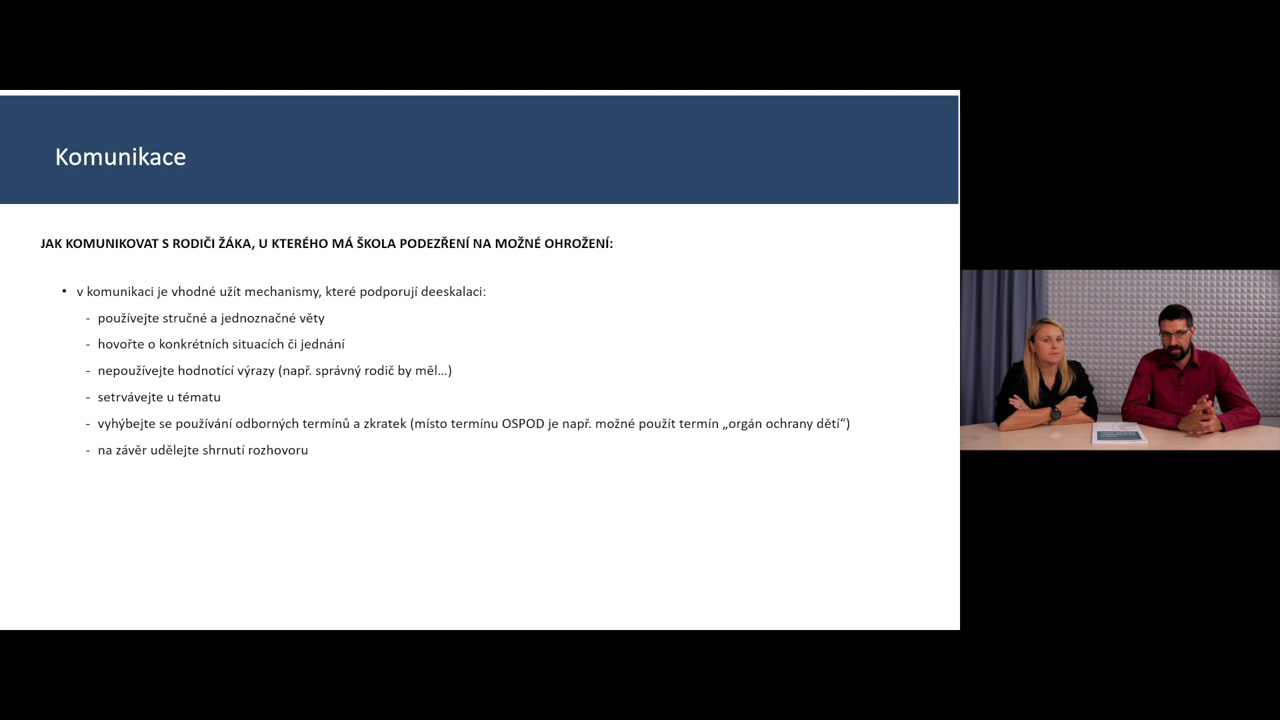 Komunikace
JAK KOMUNIKOVAT S RODIČI ŽÁKA, U KTERÉHO MÁ ŠKOLA PODEZŘENÍ NA MOŽNÉ OHROŽENÍ:
• v komunikaci je vhodné užít mechanismy, které podporují deeskalaci:
- používejte stručné a jednoznačné věty
- hovořte o konkrétních situacích či jednání
- nepoužívejte hodnotící výrazy (např. správný rodič by měl…)
- setrvávejte u tématu
- vyhýbejte se používání odborných termínů a zkratek (místo termínu OSPOD je např. možné použít termín „orgán ochrany dětí“)
- na závěr udělejte shrnutí rozhovoru